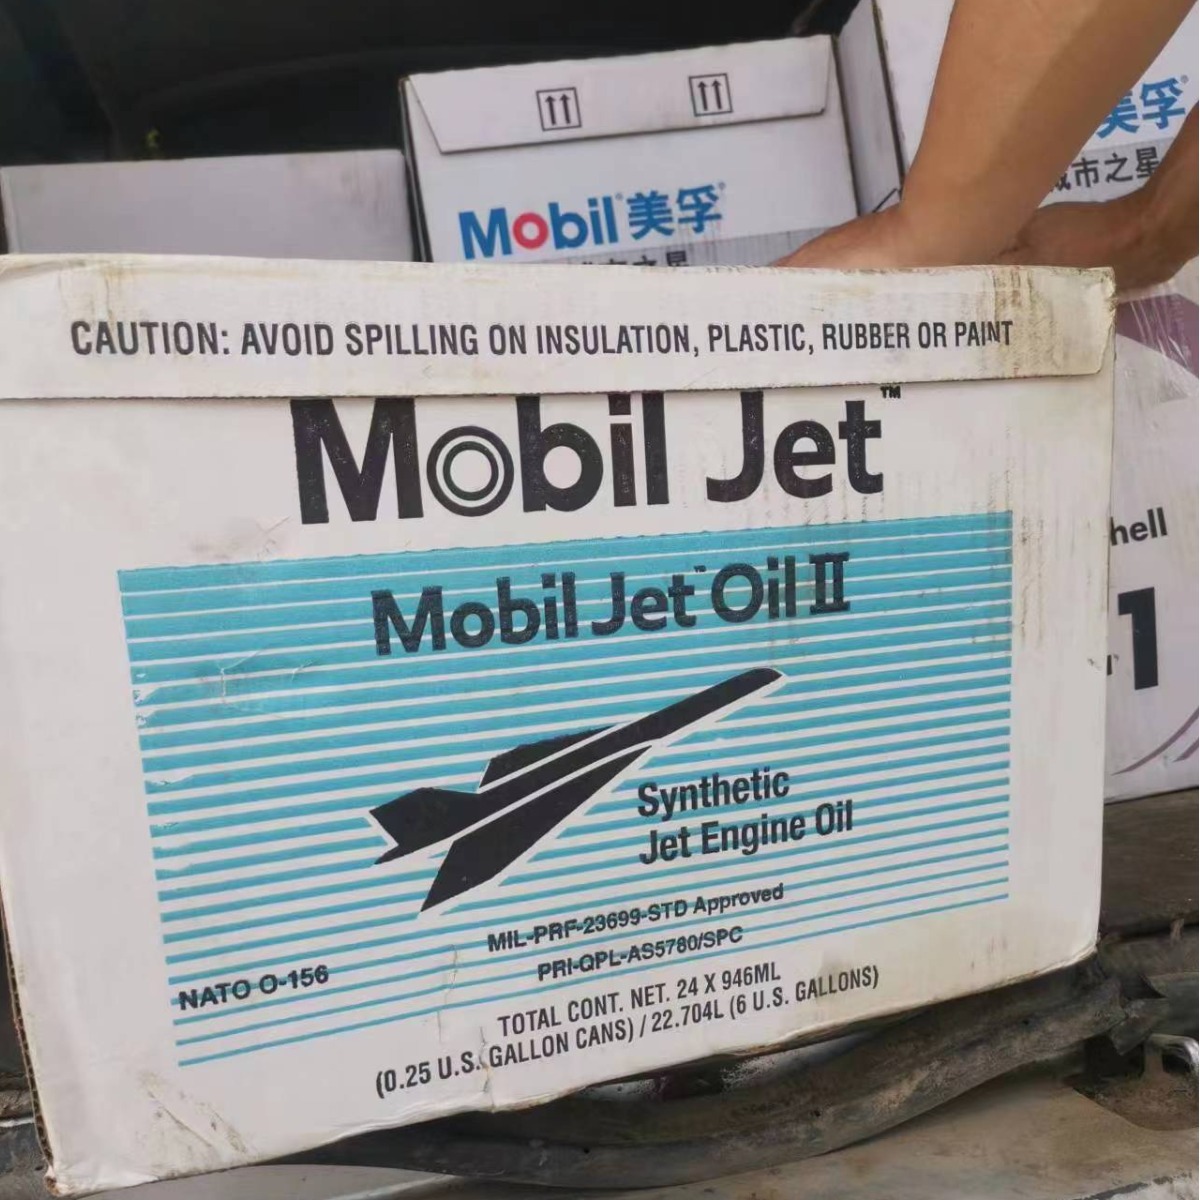 Mobil 美孚
美孚
城市之星
CAUTION: AVOID SPILLING ON INSULATION, PLASTIC, RUBBER OR PAINT
Mobil Jet™
Mobil Jet™ Oil II
Synthetic
Jet Engine Oil
MIL-PRF-23699-STD Approved
PRI-QPL-AS5780/SPC
NATO O-156
TOTAL CONT. NET. 24 X 946ML
(0.25 U.S. GALLON CANS) / 22.704L (6 U.S. GALLONS)
hell
1